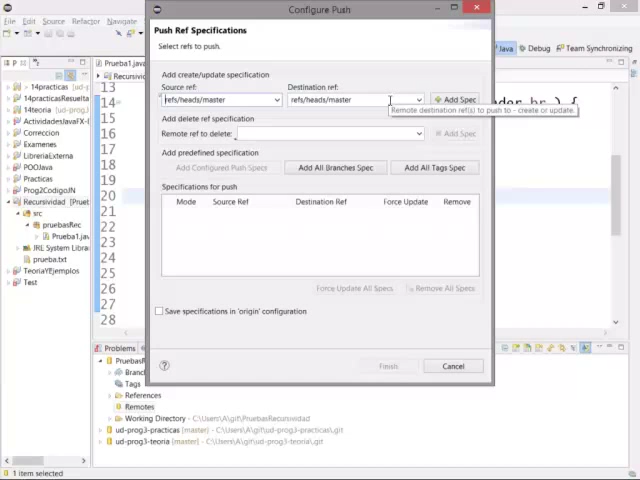 Configure Push
File Edit Source Refactor Navigate
Java
Debug
Team Synchronizing
Push Ref Specifications
Select refs to push.
Add create/update specification
Source ref:
Destination ref:
refs/heads/master
refs/heads/master
Add Spec
Remote destination ref(s) to push to - create or update.
Add delete ref specification
Remote ref to delete:
Add Spec
Add predefined specification
Add Configured Push Specs
Add All Branches Spec
Add All Tags Spec
Specifications for push
Mode Source Ref Destination Ref Force Update Remove
Force Update All Specs
Remove All Specs
Save specifications in 'origin' configuration
Finish
Cancel
14practicas
14practicasResuelta
14teoria
ActividadesJavaFX
Correccion
Examenes
LibreriaExterna
POOJava
Practicas
Prog2CodigoJN
Recursividad [Prueb
src
pruebasRec
Prueba1.jav
JRE System Libra
prueba.txt
TeoriaYEjemplos
Test
Prueba1.jav
Recursivid
13
14
15
16
17
18
19
20
21
22
23
24
25
26
27
28
br ) {
Problems
PruebasR
Branc
Tags
References
Remotes
Working Directory - C:\Users\A\git\PruebasRecursividad
ud-prog3-practicas [master] - C:\Users\A\git\ud-prog3-practicas\.git
ud-prog3-teoria [master] - C:\Users\A\git\ud-prog3-teoria\.git
1 item selected